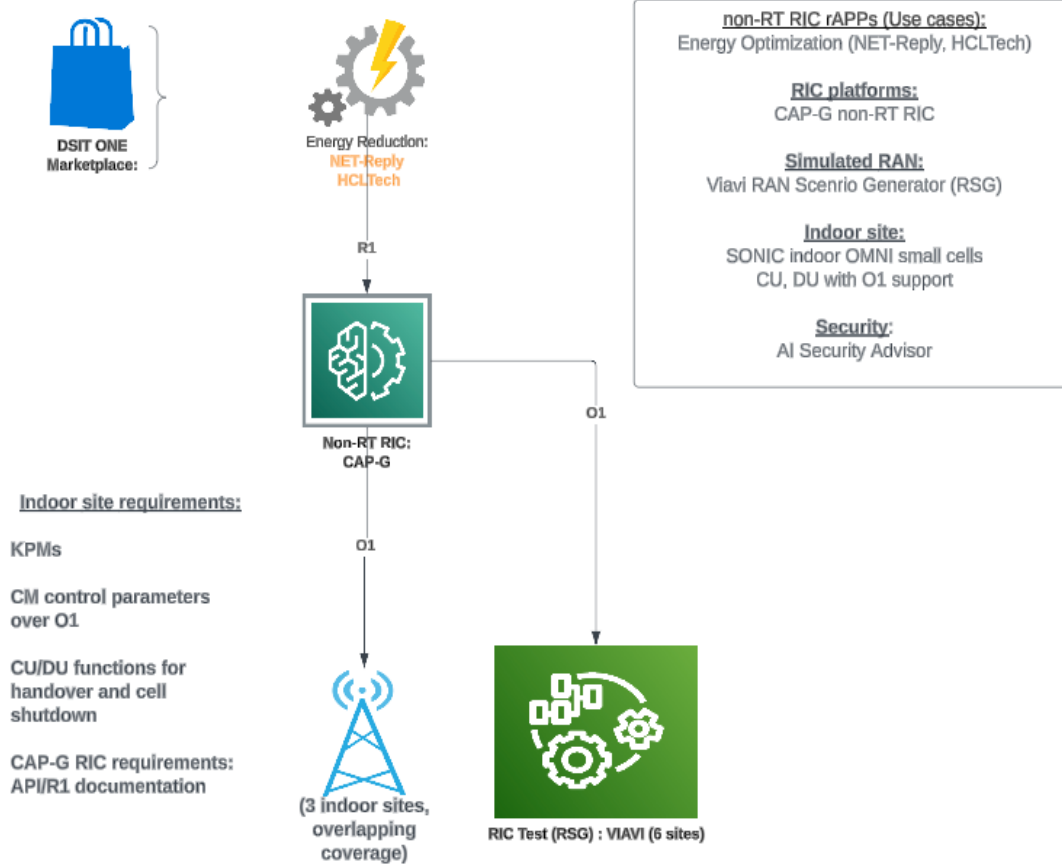 DSIT ONE
Marketplace:
Energy Reduction:
NET-Reply
HCLTech
R1
Non-RT RIC:
CAP-G
O1
O1
non-RT RIC rAPPs (Use cases):
Energy Optimization (NET-Reply, HCLTech)
RIC platforms:
CAP-G non-RT RIC
Simulated RAN:
Viavi RAN Scenrio Generator (RSG)
Indoor site:
SONIC indoor OMNI small cells
CU, DU with O1 support
Security:
AI Security Advisor
Indoor site requirements:
KPMs
CM control parameters
over O1
CU/DU functions for
handover and cell
shutdown
CAP-G RIC requirements:
API/R1 documentation
(3 indoor sites,
overlapping
coverage)
RIC Test (RSG) : VIAVI (6 sites)